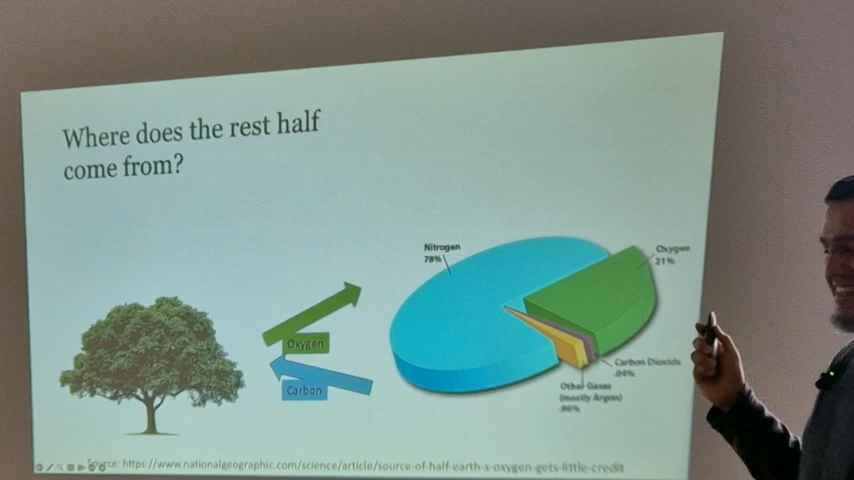 Where does the rest half
come from?
Nitrogen
78%
Oxygen
21%
Oxygen
Carbon
Carbon Dioxide
.04%
Other Gases
(mostly Argon)
.96%
Source: https://www.nationalgeographic.com/science/article/source-of-half-earth-s-oxygen-gets-little-credit